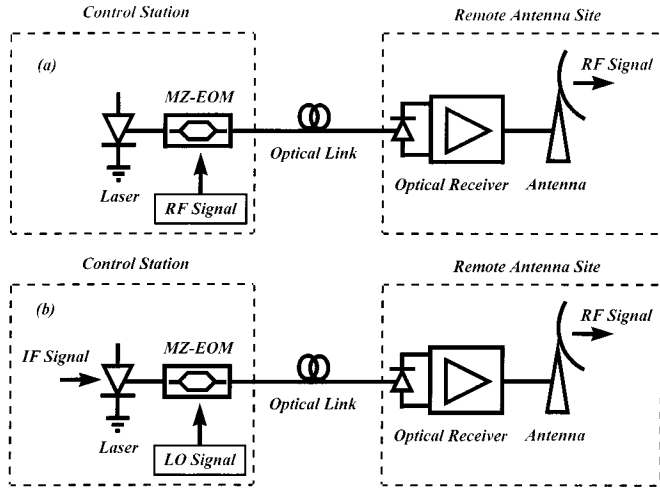 Control Station
Remote Antenna Site
(a)
RF Signal
MZ-EOM
Optical Link
Laser
RF Signal
Optical Receiver
Antenna
Control Station
Remote Antenna Site
(b)
RF Signal
IF Signal
MZ-EOM
Optical Link
Laser
LO Signal
Optical Receiver
Antenna